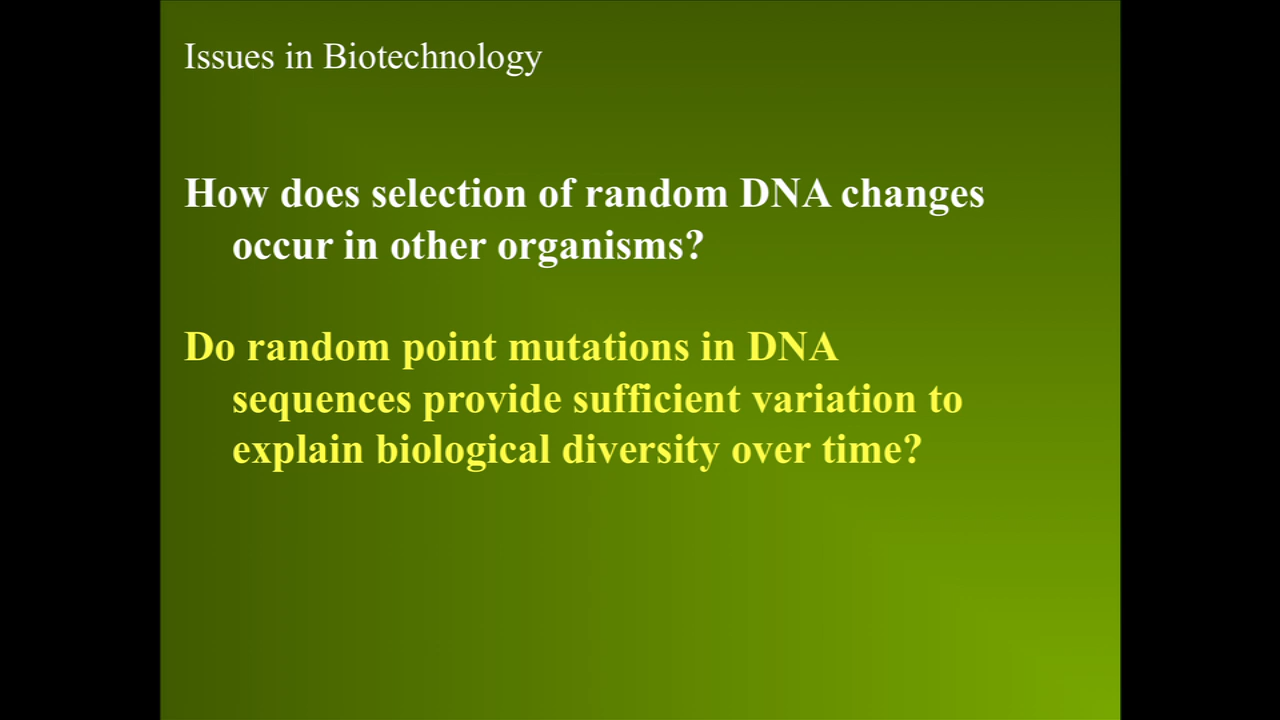 Issues in Biotechnology
How does selection of random DNA changes
occur in other organisms?
Do random point mutations in DNA
sequences provide sufficient variation to
explain biological diversity over time?